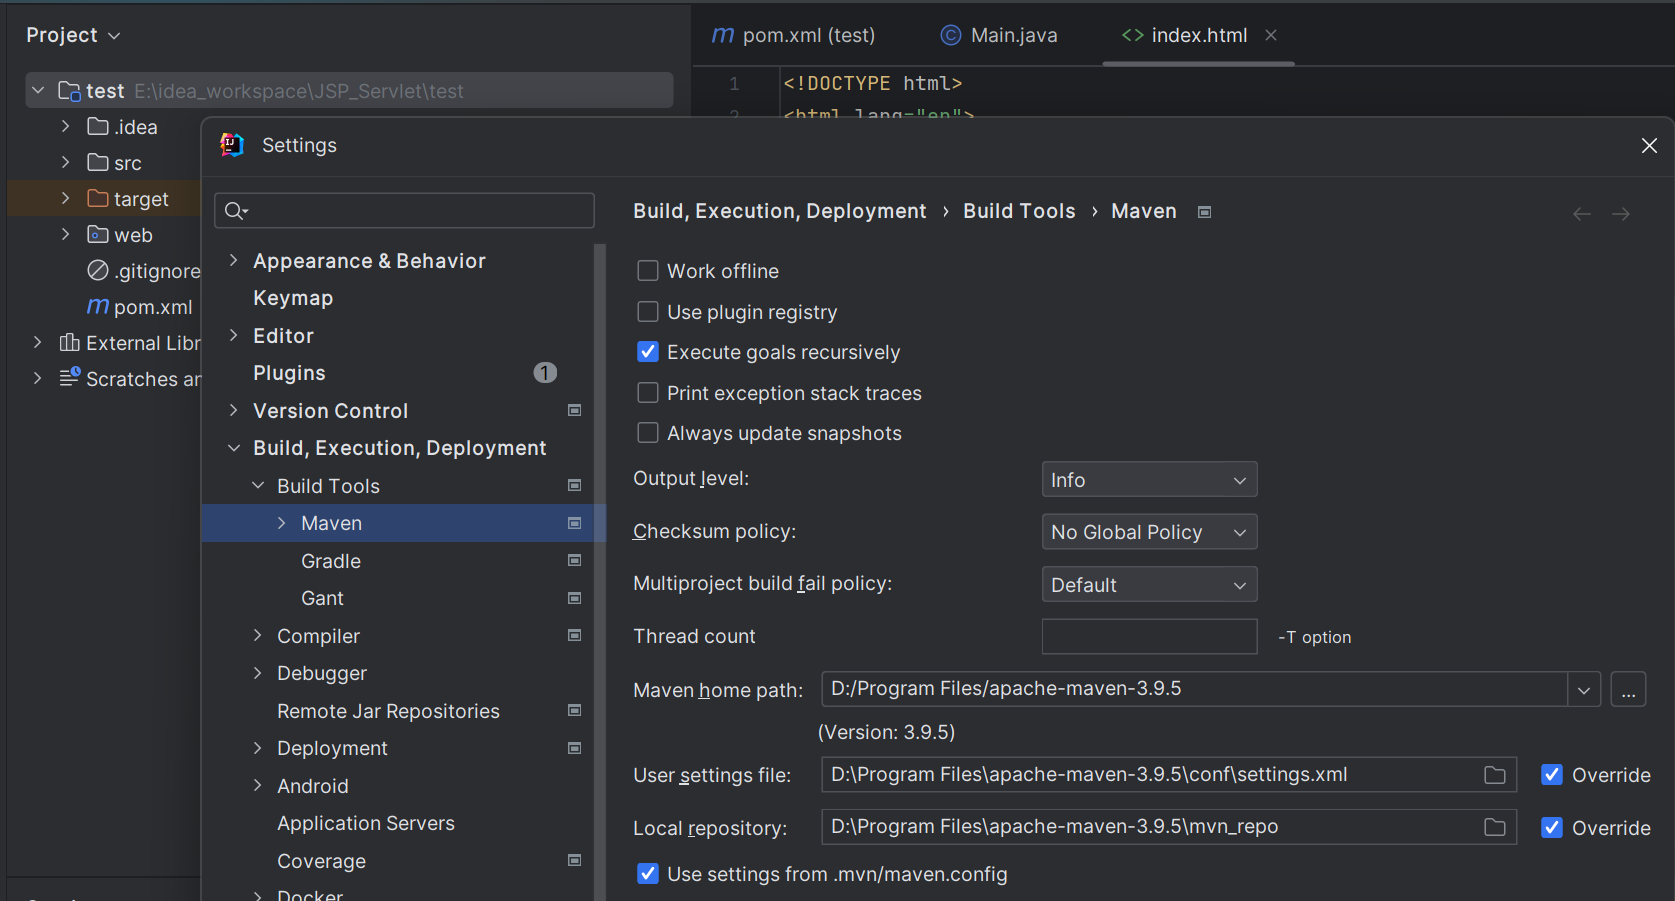 Project
pom.xml (test)
Main.java
index.html
test E:\idea_workspace\JSP_Servlet\test
1 <!DOCTYPE html>
2 <html lang="en">
.idea
src
target
web
.gitignore
pom.xml
External Libr
Scratches ar
Settings
Appearance & Behavior
Keymap
Editor
Plugins 1
Version Control
Build, Execution, Deployment
Build Tools
Maven
Gradle
Gant
Compiler
Debugger
Remote Jar Repositories
Deployment
Android
Application Servers
Coverage
Docker
Build, Execution, Deployment › Build Tools › Maven
Work offline
Use plugin registry
Execute goals recursively
Print exception stack traces
Always update snapshots
Output level: Info
Checksum policy: No Global Policy
Multiproject build fail policy: Default
Thread count -T option
Maven home path: D:/Program Files/apache-maven-3.9.5 ...
(Version: 3.9.5)
User settings file: D:\Program Files\apache-maven-3.9.5\conf\settings.xml Override
Local repository: D:\Program Files\apache-maven-3.9.5\mvn_repo Override
Use settings from .mvn/maven.config